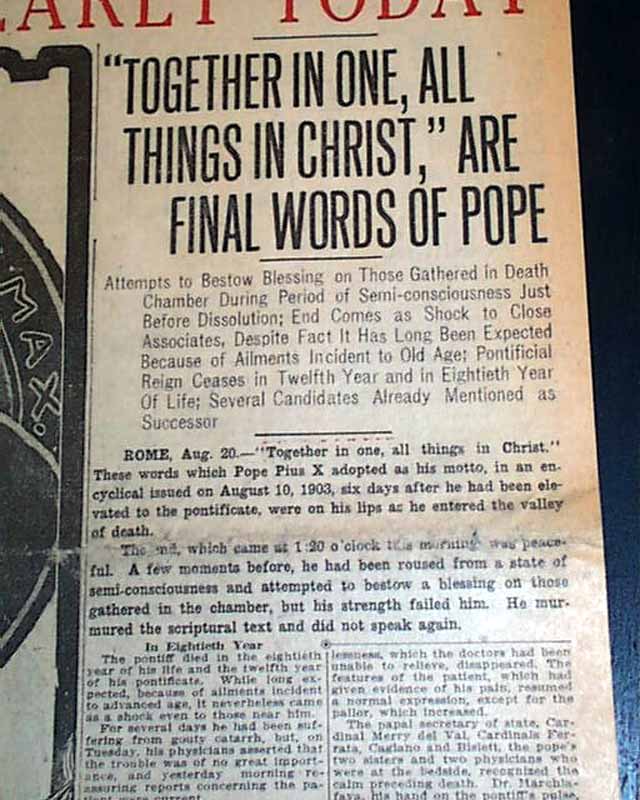 EARLY TODAY
MAX.
"TOGETHER IN ONE, ALL
THINGS IN CHRIST," ARE
FINAL WORDS OF POPE
Attempts to Bestow Blessing on Those Gathered in Death
Chamber During Period of Semi-consciousness Just
Before Dissolution; End Comes as Shock to Close
Associates, Despite Fact It Has Long Been Expected
Because of Ailments Incident to Old Age; Pontificial
Reign Ceases in Twelfth Year and in Eightieth Year
Of Life; Several Candidates Already Mentioned as
Successor
ROME, Aug. 20.—"Together in one, all things in Christ."
These words which Pope Pius X adopted as his motto, in an en-
cyclical issued on August 10, 1903, six days after he had been ele-
vated to the pontificate, were on his lips as he entered the valley
of death.
The end, which came at 1:20 o'clock this morning was peace-
ful. A few moments before, he had been roused from a state of
semi-consciousness and attempted to bestow a blessing on those
gathered in the chamber, but his strength failed him. He mur-
mured the scriptural text and did not speak again.
In Eightieth Year
The pontiff died in the eightieth
year of his life and the twelfth year
of his pontificate. While long ex-
pected, because of ailments incident
to advanced age, it nevertheless came
as a shock even to those near him.
For several days he had been suf-
fering from gouty catarrh, but, on
Tuesday, his physicians asserted that
the trouble was of no great import-
ance, and yesterday morning re-
assuring reports concerning the pa-
tient were current.
lessness, which the doctors had been
unable to relieve, disappeared. The
features of the patient, which had
given evidence of his pain, resumed
a normal expression, except for the
pallor, which increased.
The papal secretary of state, Car-
dinal Merry del Val, Cardinals Fer-
rata, Cagiano and Bisleti, the pope's
two sisters and two physicians who
were at the bedside, recognized the
calm preceding death. Dr. Marchia-
fava, his hand on the pontiff's pulse,